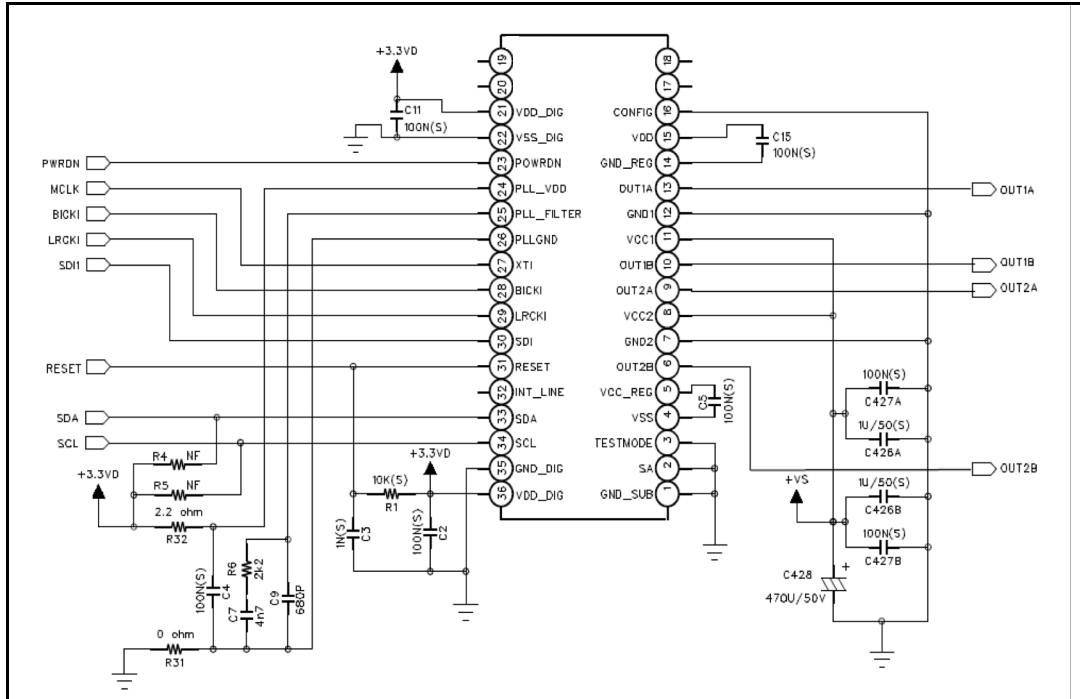 +3.3VD
C11
100N(S)
PWRDN
MCLK
BICKI
LRCKI
SDI1
RESET
SDA
SCL
19
20
21 VDD_DIG
22 VSS_DIG
23 POWRDN
24 PLL_VDD
25 PLL_FILTER
26 PLLGND
27 XTI
28 BICKI
29 LRCKI
30 SDI
31 RESET
32 INT_LINE
33 SDA
34 SCL
35 GND_DIG
36 VDD_DIG
18
17
CONFIG 16
VDD 15
GND_REG 14
OUT1A 13
GND1 12
VCC1 11
OUT1B 10
OUT2A 9
VCC2 8
GND2 7
OUT2B 6
VCC_REG 5
VSS 4
TESTMODE 3
SA 2
GND_SUB 1
C15
100N(S)
OUT1A
OUT1B
OUT2A
OUT2B
C5
100N(S)
100N(S)
C427A
1U/50(S)
C426A
+VS
1U/50(S)
C426B
100N(S)
C427B
C428
+
470U/50V
R4 NF
R5 NF
+3.3VD
2.2 ohm
R32
100N(S)
C4
R6
2k2
C7
4n7
C9
680P
0 ohm
R31
+3.3VD
10K(S)
R1
1N(S)
C3
100N(S)
C2